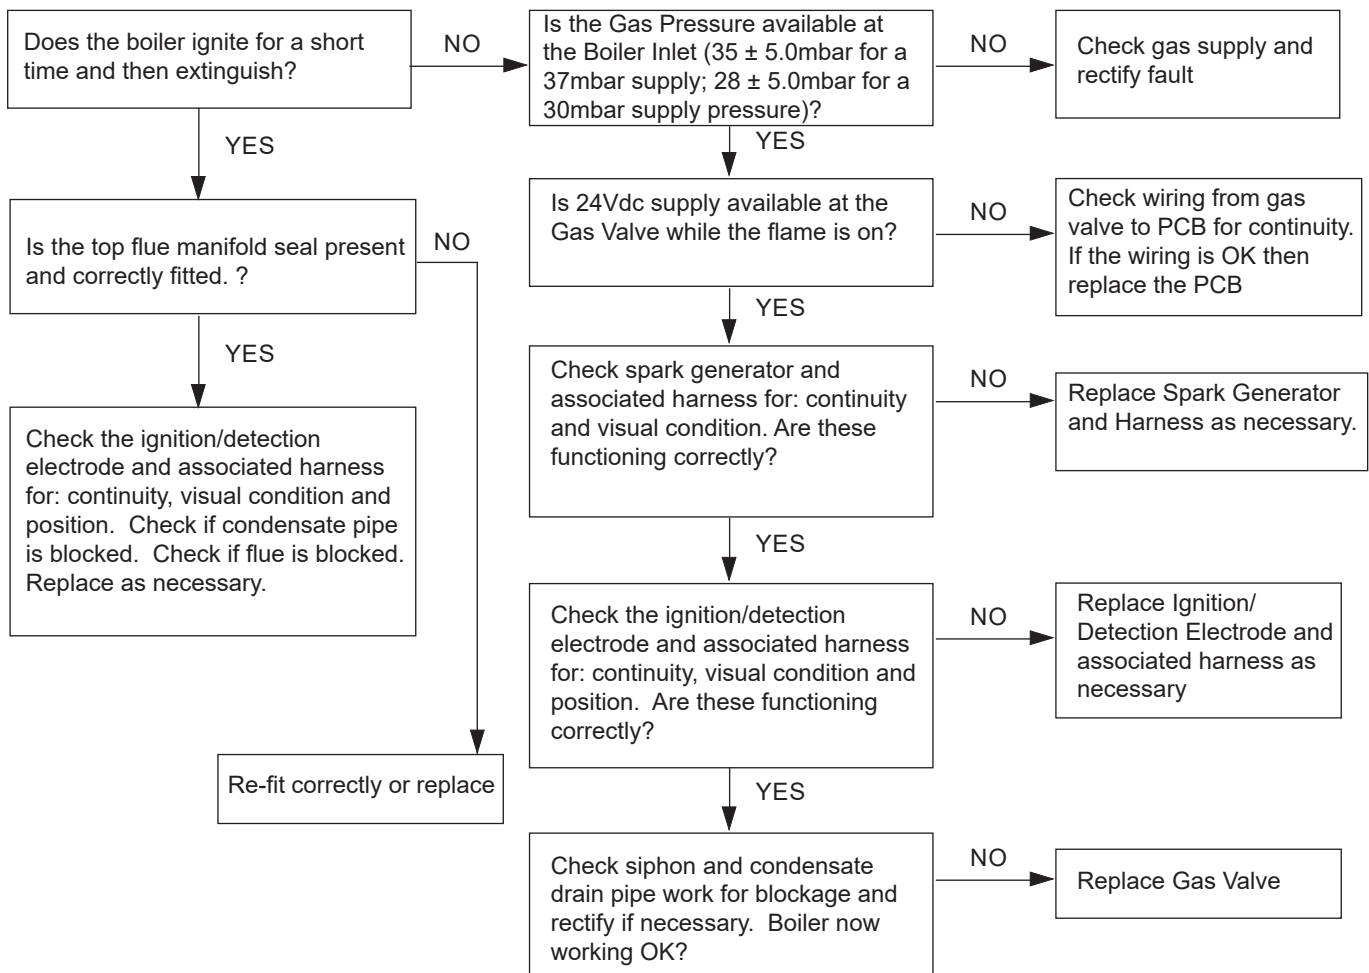 Does the boiler ignite for a short
time and then extinguish?
NO
Is the Gas Pressure available at
the Boiler Inlet (35 ± 5.0mbar for a
37mbar supply; 28 ± 5.0mbar for a
30mbar supply pressure)?
NO
Check gas supply and
rectify fault
YES
YES
Is the top flue manifold seal present
and correctly fitted. ?
NO
Is 24Vdc supply available at the
Gas Valve while the flame is on?
NO
Check wiring from gas
valve to PCB for continuity.
If the wiring is OK then
replace the PCB
YES
YES
Check the ignition/detection
electrode and associated harness
for: continuity, visual condition and
position.  Check if condensate pipe
is blocked.  Check if flue is blocked.
Replace as necessary.
Check spark generator and
associated harness for: continuity
and visual condition. Are these
functioning correctly?
NO
Replace Spark Generator
and Harness as necessary.
YES
Check the ignition/detection
electrode and associated harness
for: continuity, visual condition and
position.  Are these functioning
correctly?
NO
Replace Ignition/
Detection Electrode and
associated harness as
necessary
Re-fit correctly or replace
YES
Check siphon and condensate
drain pipe work for blockage and
rectify if necessary.  Boiler now
working OK?
NO
Replace Gas Valve